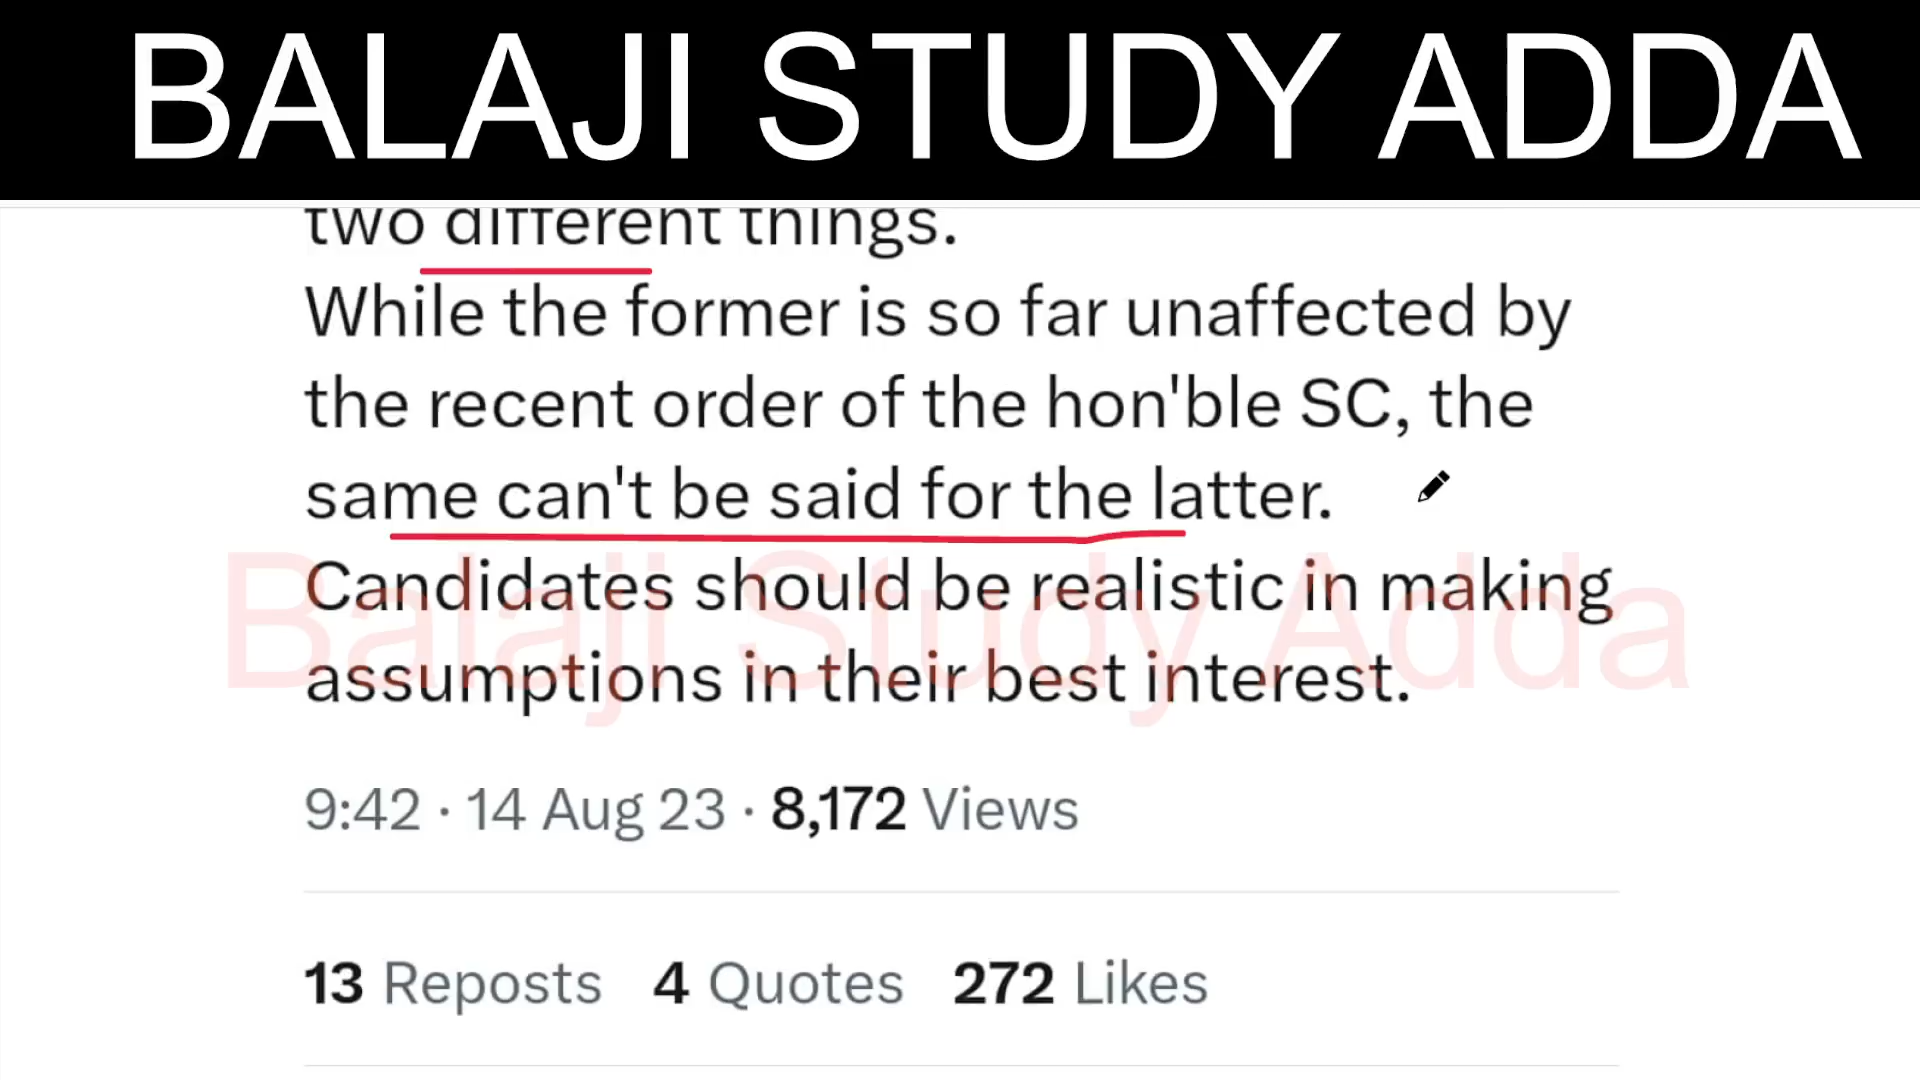 BALAJI STUDY ADDA
two different things.
While the former is so far unaffected by
the recent order of the hon'ble SC, the
same can't be said for the latter.
Candidates should be realistic in making
assumptions in their best interest.
Balaji Study Adda
9:42 · 14 Aug 23 · 8,172 Views
13 Reposts 4 Quotes 272 Likes